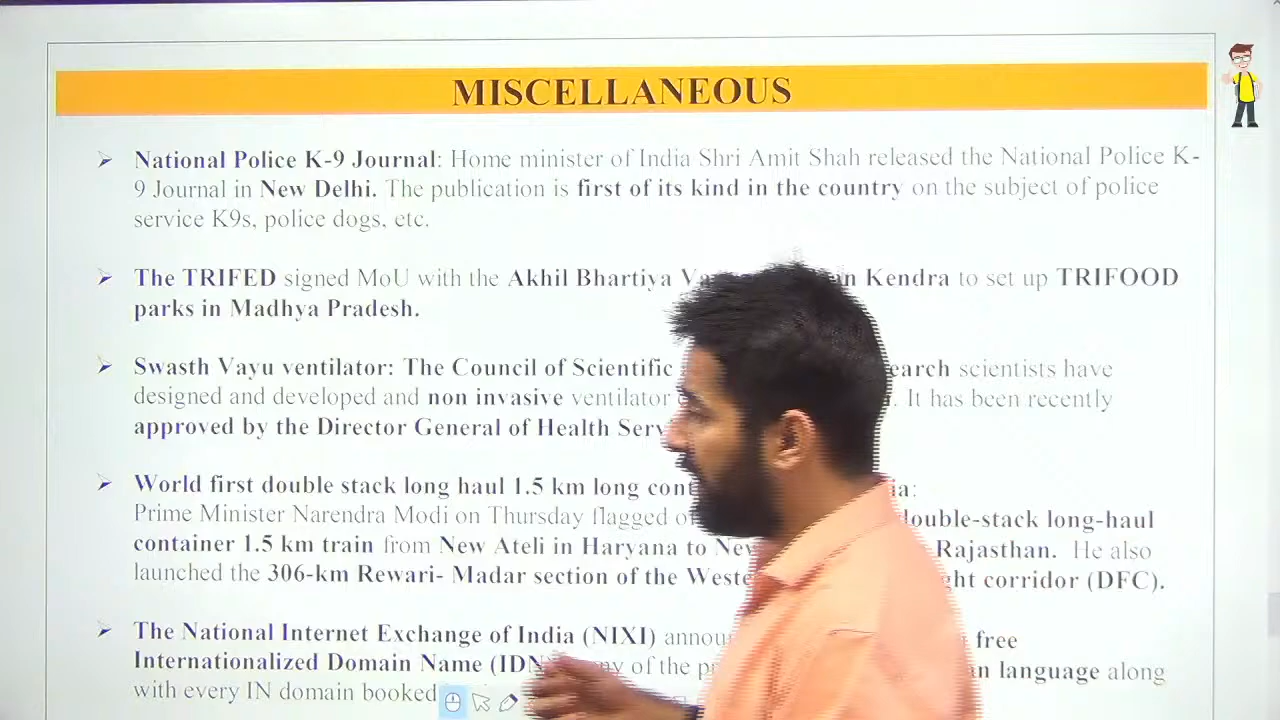 MISCELLANEOUS
National Police K-9 Journal: Home minister of India Shri Amit Shah released the National Police K-
9 Journal in New Delhi. The publication is first of its kind in the country on the subject of police
service K9s, police dogs, etc.
The TRIFED signed MoU with the Akhil Bhartiya Kendra to set up TRIFOOD
parks in Madhya Pradesh.
Swasth Vayu ventilator: The Council of Scientific scientists have
designed and developed and non invasive ventilator . It has been recently
approved by the Director General of Health
World first double stack long haul 1.5 km long
Prime Minister Narendra Modi on Thursday flagged double-stack long-haul
container 1.5 km train from New Ateli in Haryana to Rajasthan. He also
launched the 306-km Rewari- Madar section of the corridor (DFC).
The National Internet Exchange of India (NIXI) free
Internationalized Domain Name (IDN) of the language along
with every IN domain booked